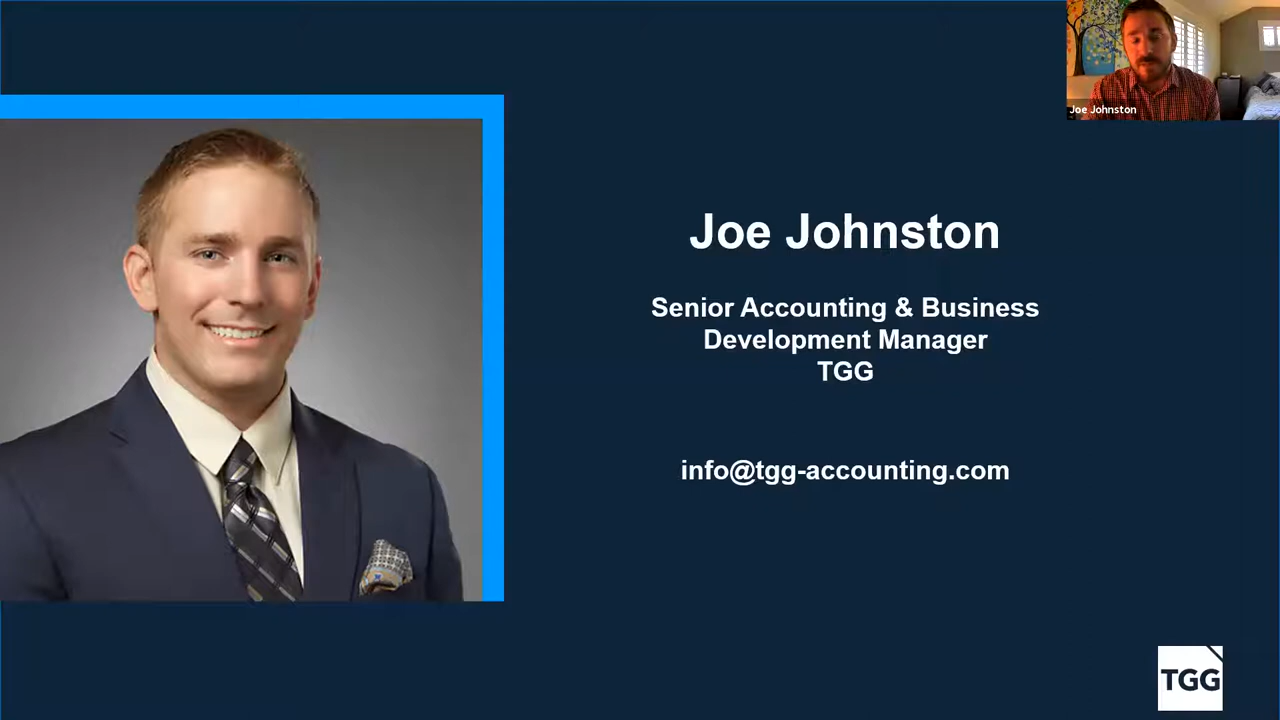 Joe Johnston
Joe Johnston
Senior Accounting & Business
Development Manager
TGG
info@tgg-accounting.com
TGG